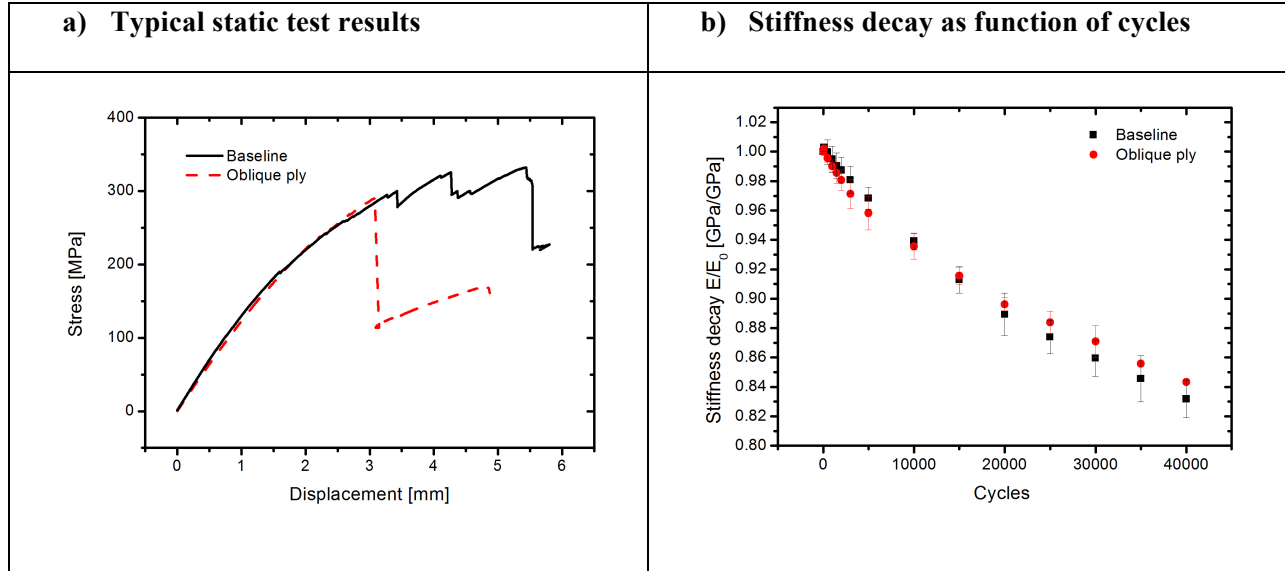 a) Typical static test results
b) Stiffness decay as function of cycles
400
300
200
100
0
Stress [MPa]
Baseline
Oblique ply
0 1 2 3 4 5 6
Displacement [mm]
1.02
1.00
0.98
0.96
0.94
0.92
0.90
0.88
0.86
0.84
0.82
0.80
Stiffness decay E/E₀ [GPa/GPa]
Baseline
Oblique ply
0 10000 20000 30000 40000
Cycles